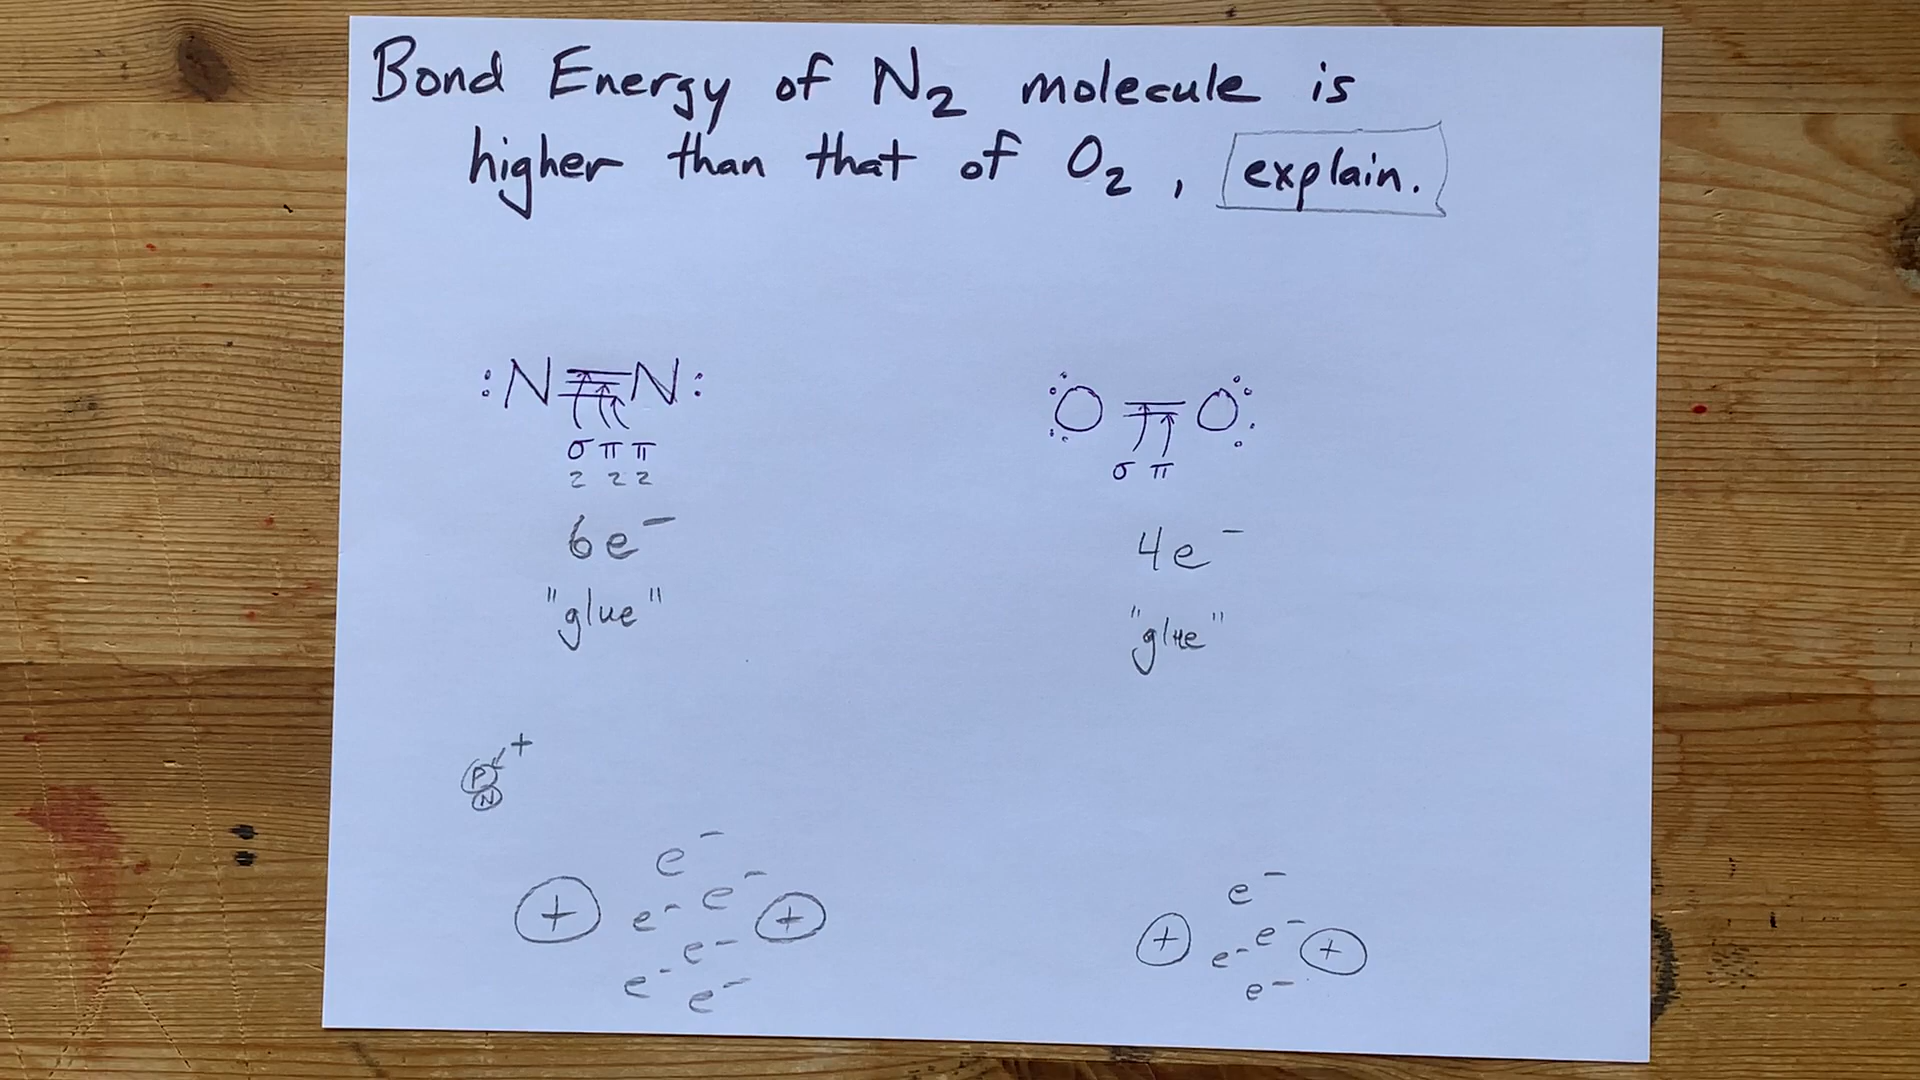 Bond Energy of N2 molecule is
higher than that of O2, explain.
:N≡N:
σ π π
2 2 2
6e⁻
"glue"
O=O
σ π
4e⁻
"glue"
+
P
N
e⁻
e⁻
+ e⁻ +
e⁻
e⁻
e⁻
e⁻
+ e⁻ e⁻ +
e⁻